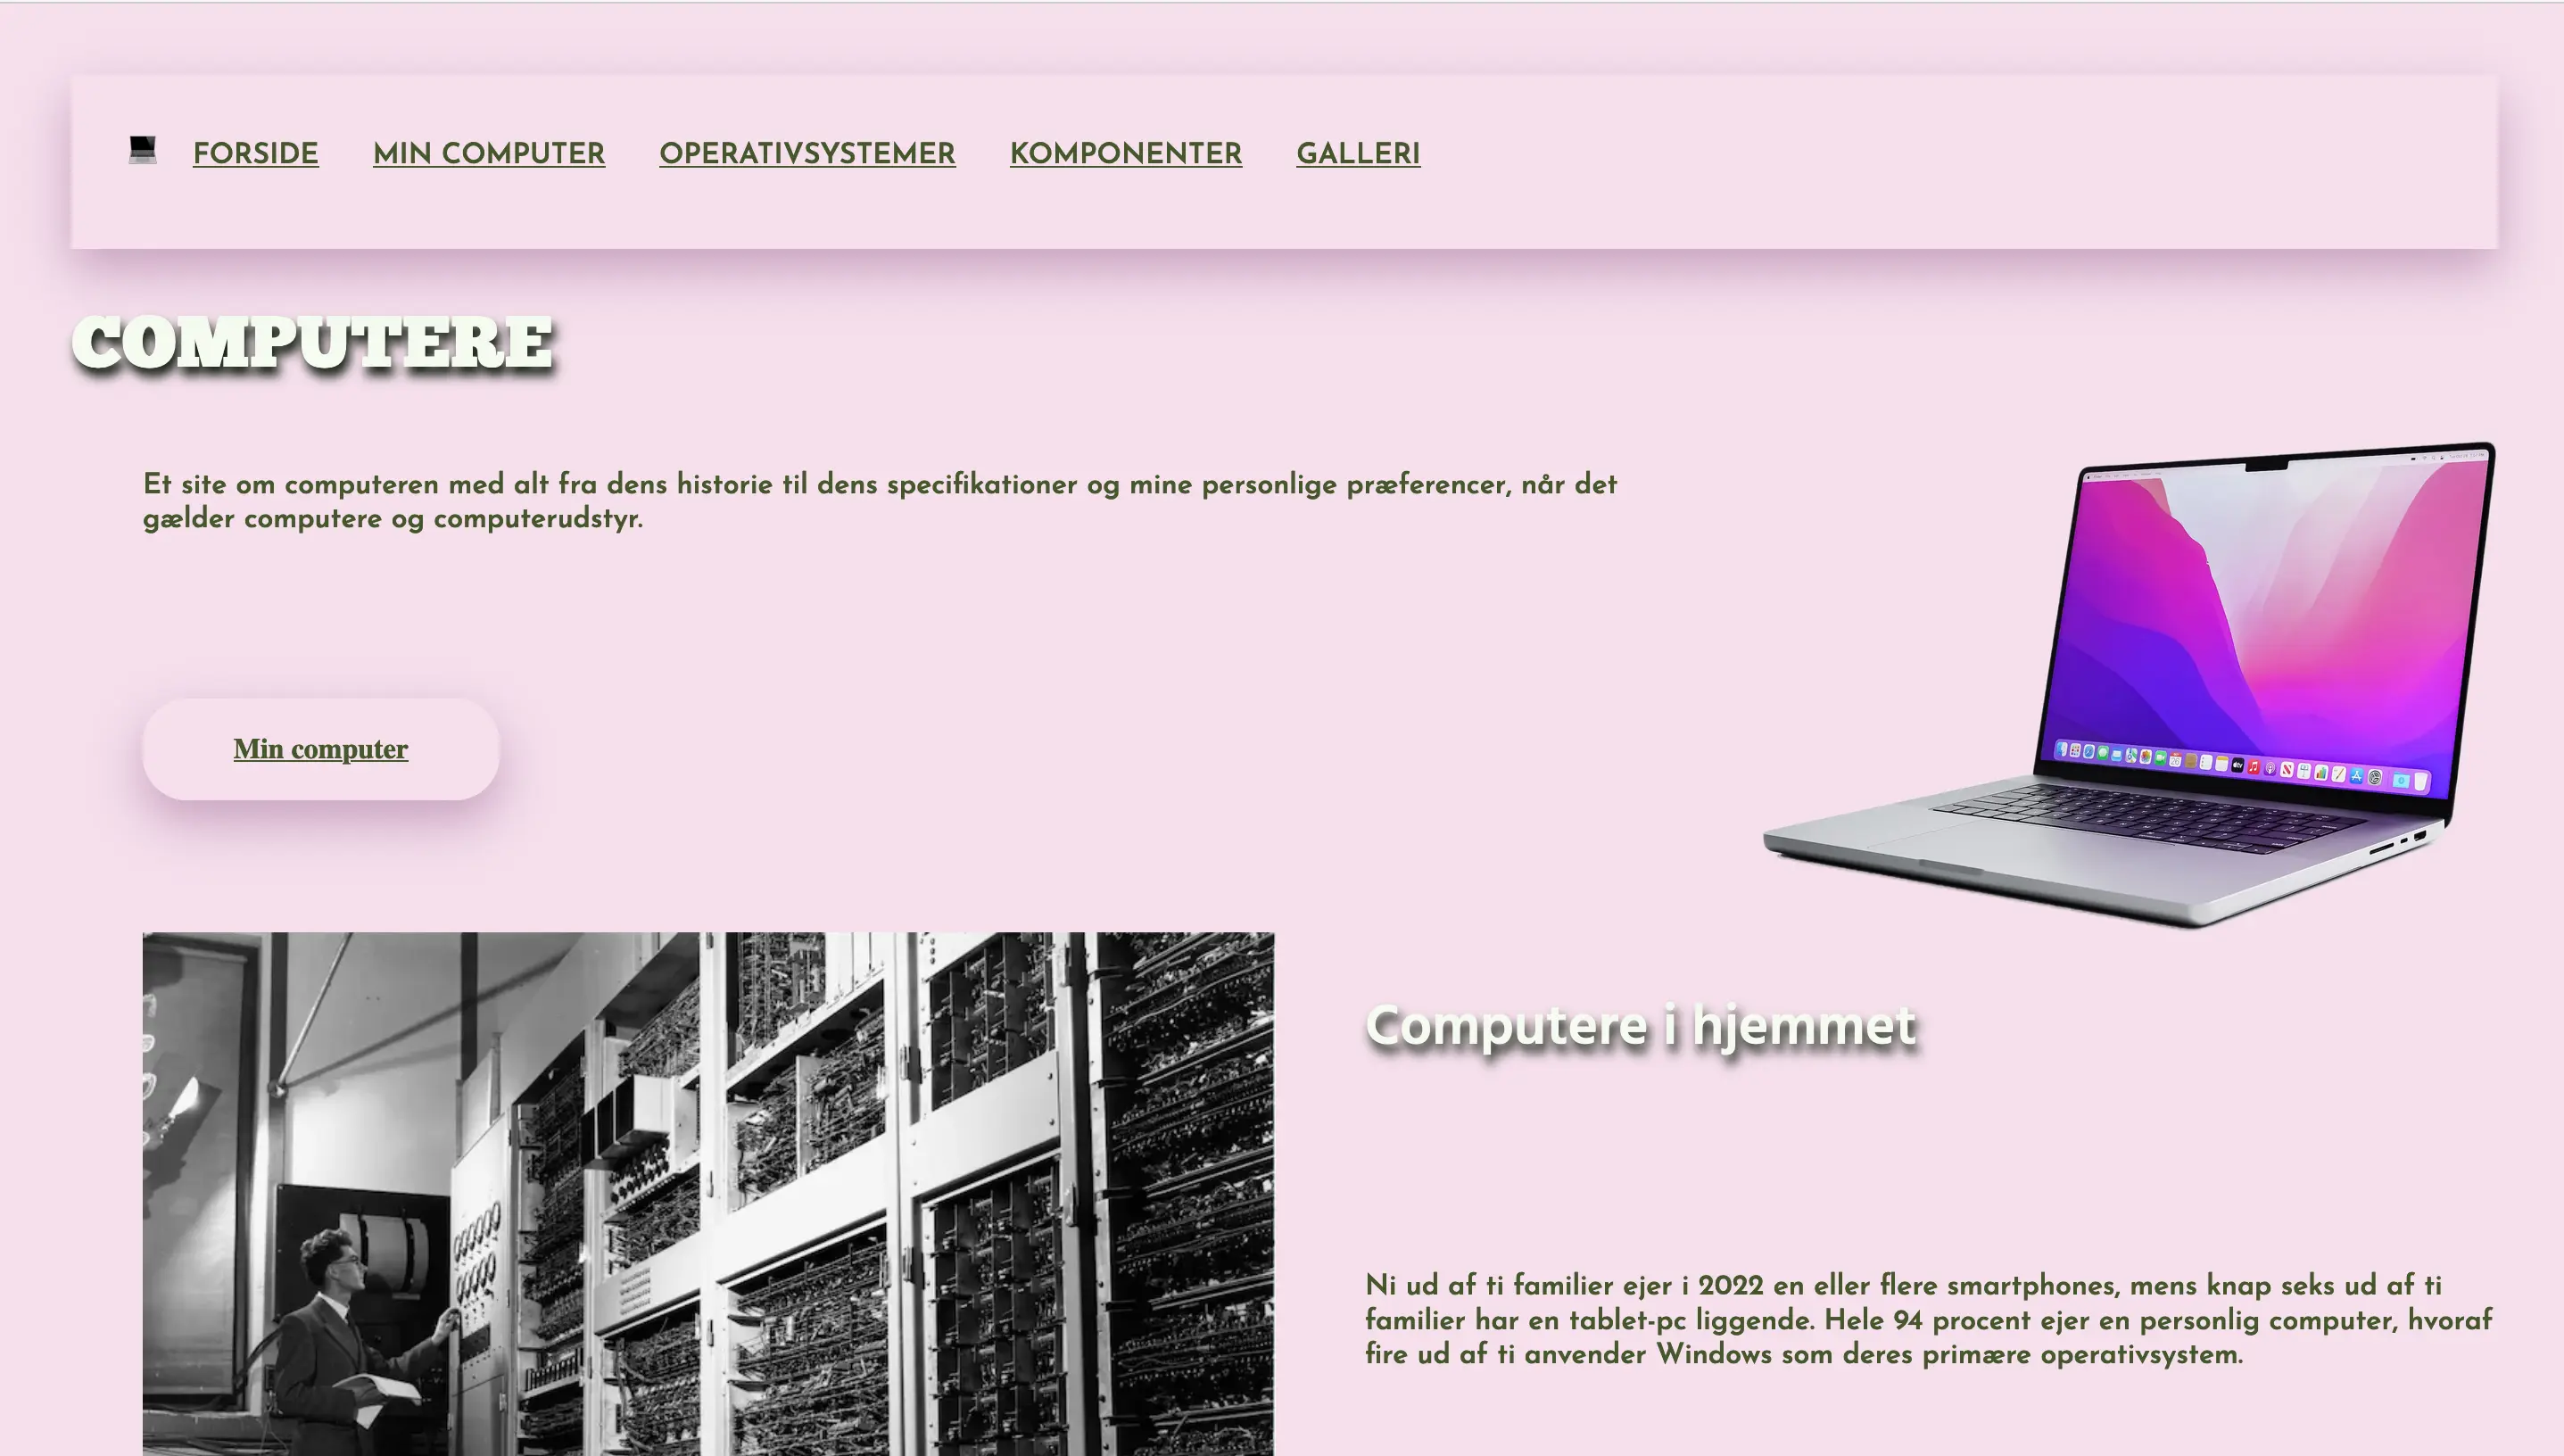 FORSIDE MIN COMPUTER OPERATIVSYSTEMER KOMPONENTER GALLERI
COMPUTERE
Et site om computeren med alt fra dens historie til dens specifikationer og mine personlige præferencer, når det
gælder computere og computerudstyr.
Min computer
Computere i hjemmet
Ni ud af ti familier ejer i 2022 en eller flere smartphones, mens knap seks ud af ti
familier har en tablet-pc liggende. Hele 94 procent ejer en personlig computer, hvoraf
fire ud af ti anvender Windows som deres primære operativsystem.